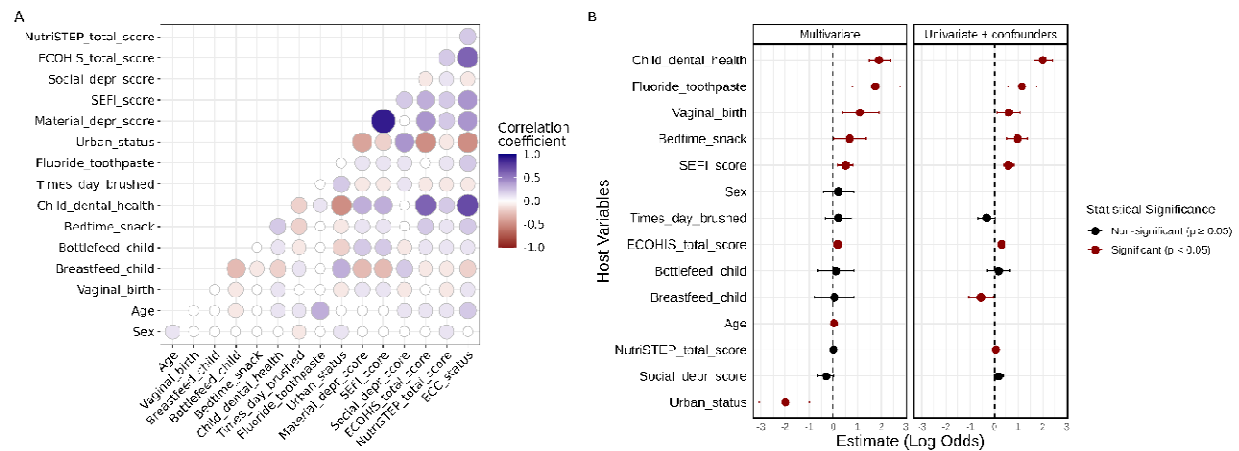 A
NutriSTEP_total_score
ECOHIS_total_score
Social_depr_score
SEFI_score
Material_depr_score
Urban_status
Fluoride_toothpaste
Times_day_brushed
Child_dental_health
Bedtime_snack
Bottlefeed_child
Breastfeed_child
Vaginal_birth
Age
Sex
Age
Vaginal_birth
Breastfeed_child
Bottlefeed_child
Bedtime_snack
Child_dental_health
Times_day_brushed
Fluoride_toothpaste
Urban_status
Material_depr_score
SEFI_score
Social_depr_score
ECOHIS_total_score
NutriSTEP_total_score
ECC_status
Correlation
coefficient
1.0
0.5
0.0
-0.5
-1.0
B
Multivariate
Univariate + confounders
Host Variables
Child_dental_health
Fluoride_toothpaste
Vaginal_birth
Bedtime_snack
SEFI_score
Sex
Times_day_brushed
ECOHIS_total_score
Bottlefeed_child
Breastfeed_child
Age
NutriSTEP_total_score
Social_depr_score
Urban_status
-3 -2 -1 0 1 2 3
-3 -2 -1 0 1 2 3
Estimate (Log Odds)
Statistical Significance
Non-significant (p ≥ 0.05)
Significant (p < 0.05)